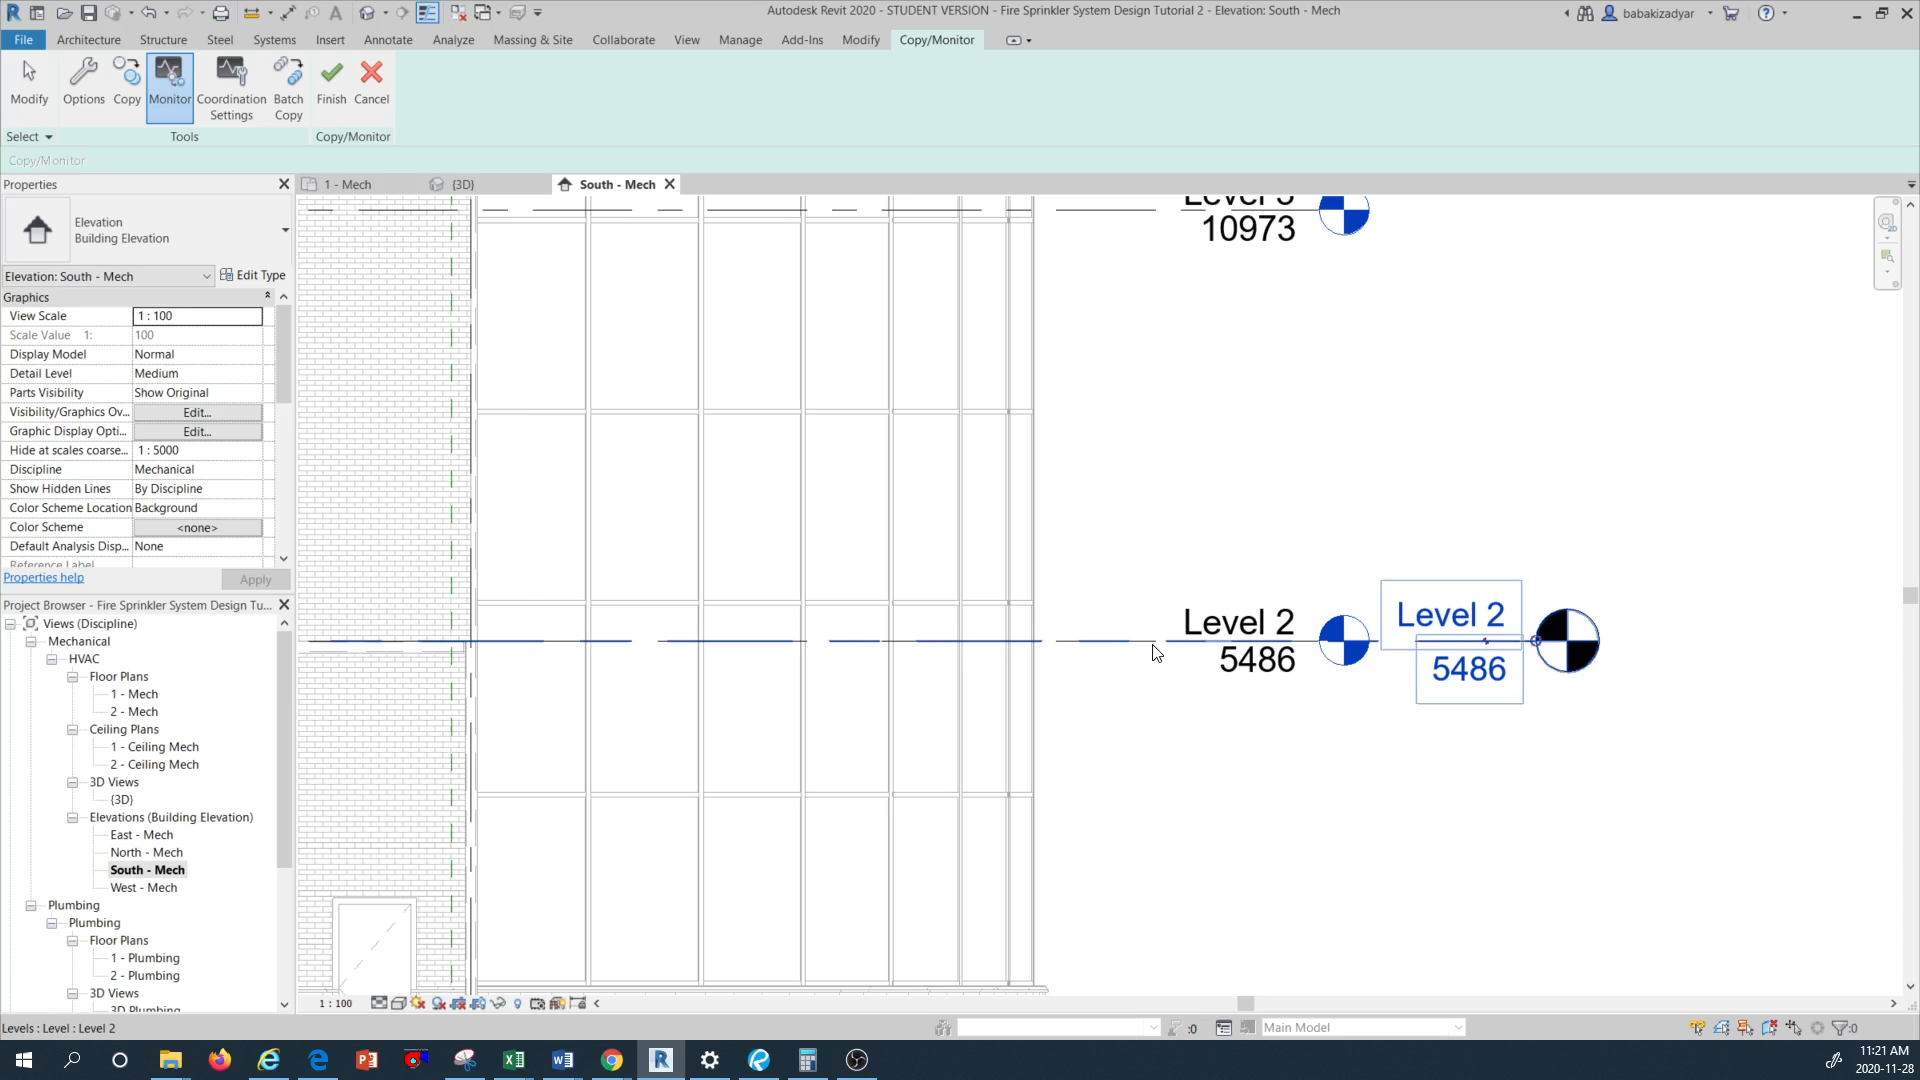 Autodesk Revit 2020 - STUDENT VERSION - Fire Sprinkler System Design Tutorial 2 - Elevation: South - Mech
babakizadyar
File Architecture Structure Steel Systems Insert Annotate Analyze Massing & Site Collaborate View Manage Add-Ins Modify Copy/Monitor
Modify Options Copy Monitor Coordination Settings Batch Copy Finish Cancel
Select Tools Copy/Monitor
Copy/Monitor
Properties
1 - Mech {3D} South - Mech
Elevation
Building Elevation
Elevation: South - Mech Edit Type
Graphics
View Scale 1 : 100
Scale Value 1: 100
Display Model Normal
Detail Level Medium
Parts Visibility Show Original
Visibility/Graphics Ov... Edit...
Graphic Display Opti... Edit...
Hide at scales coarse... 1 : 5000
Discipline Mechanical
Show Hidden Lines By Discipline
Color Scheme Location Background
Color Scheme <none>
Default Analysis Disp... None
Reference Label
Properties help Apply
Project Browser - Fire Sprinkler System Design Tu...
Views (Discipline)
Mechanical
HVAC
Floor Plans
1 - Mech
2 - Mech
Ceiling Plans
1 - Ceiling Mech
2 - Ceiling Mech
3D Views
{3D}
Elevations (Building Elevation)
East - Mech
North - Mech
South - Mech
West - Mech
Plumbing
Plumbing
Floor Plans
1 - Plumbing
2 - Plumbing
3D Views
3D Plumbing
Level 3
10973
Level 2
5486
Level 2
5486
1 : 100
Levels : Level : Level 2
:0 Main Model :0
11:21 AM
2020-11-28